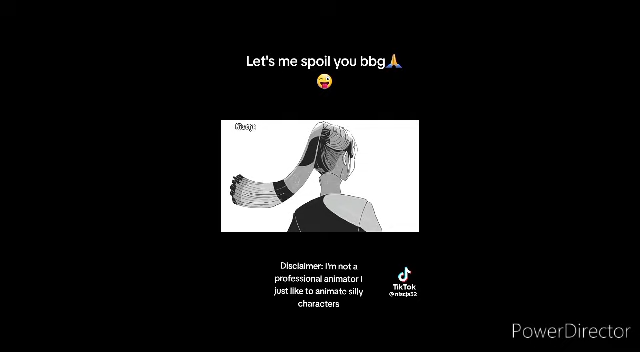 Let's me spoil you bbg🙏
😜
Disclaimer: I'm not a
professional animator I
just like to animate silly
characters
TikTok
PowerDirector